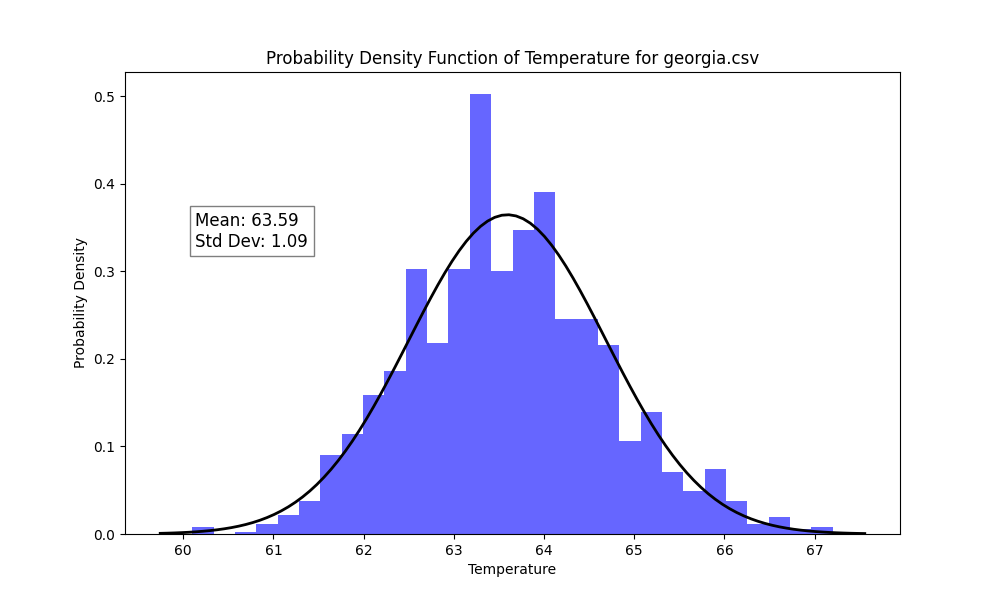 Probability Density Function of Temperature for georgia.csv
0.5
0.4
0.3
0.2
0.1
0.0
Probability Density
Mean: 63.59
Std Dev: 1.09
60 61 62 63 64 65 66 67
Temperature